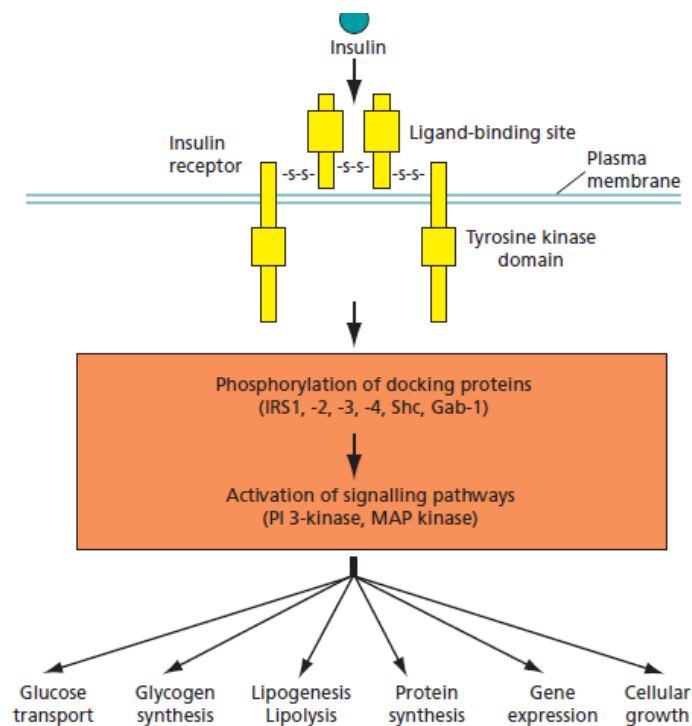 Insulin
Ligand-binding site
Insulin
receptor
-s-s-
-s-s-
-s-s-
Plasma
membrane
Tyrosine kinase
domain
Phosphorylation of docking proteins
(IRS1, -2, -3, -4, Shc, Gab-1)
Activation of signalling pathways
(PI 3-kinase, MAP kinase)
Glucose
transport
Glycogen
synthesis
Lipogenesis
Lipolysis
Protein
synthesis
Gene
expression
Cellular
growth